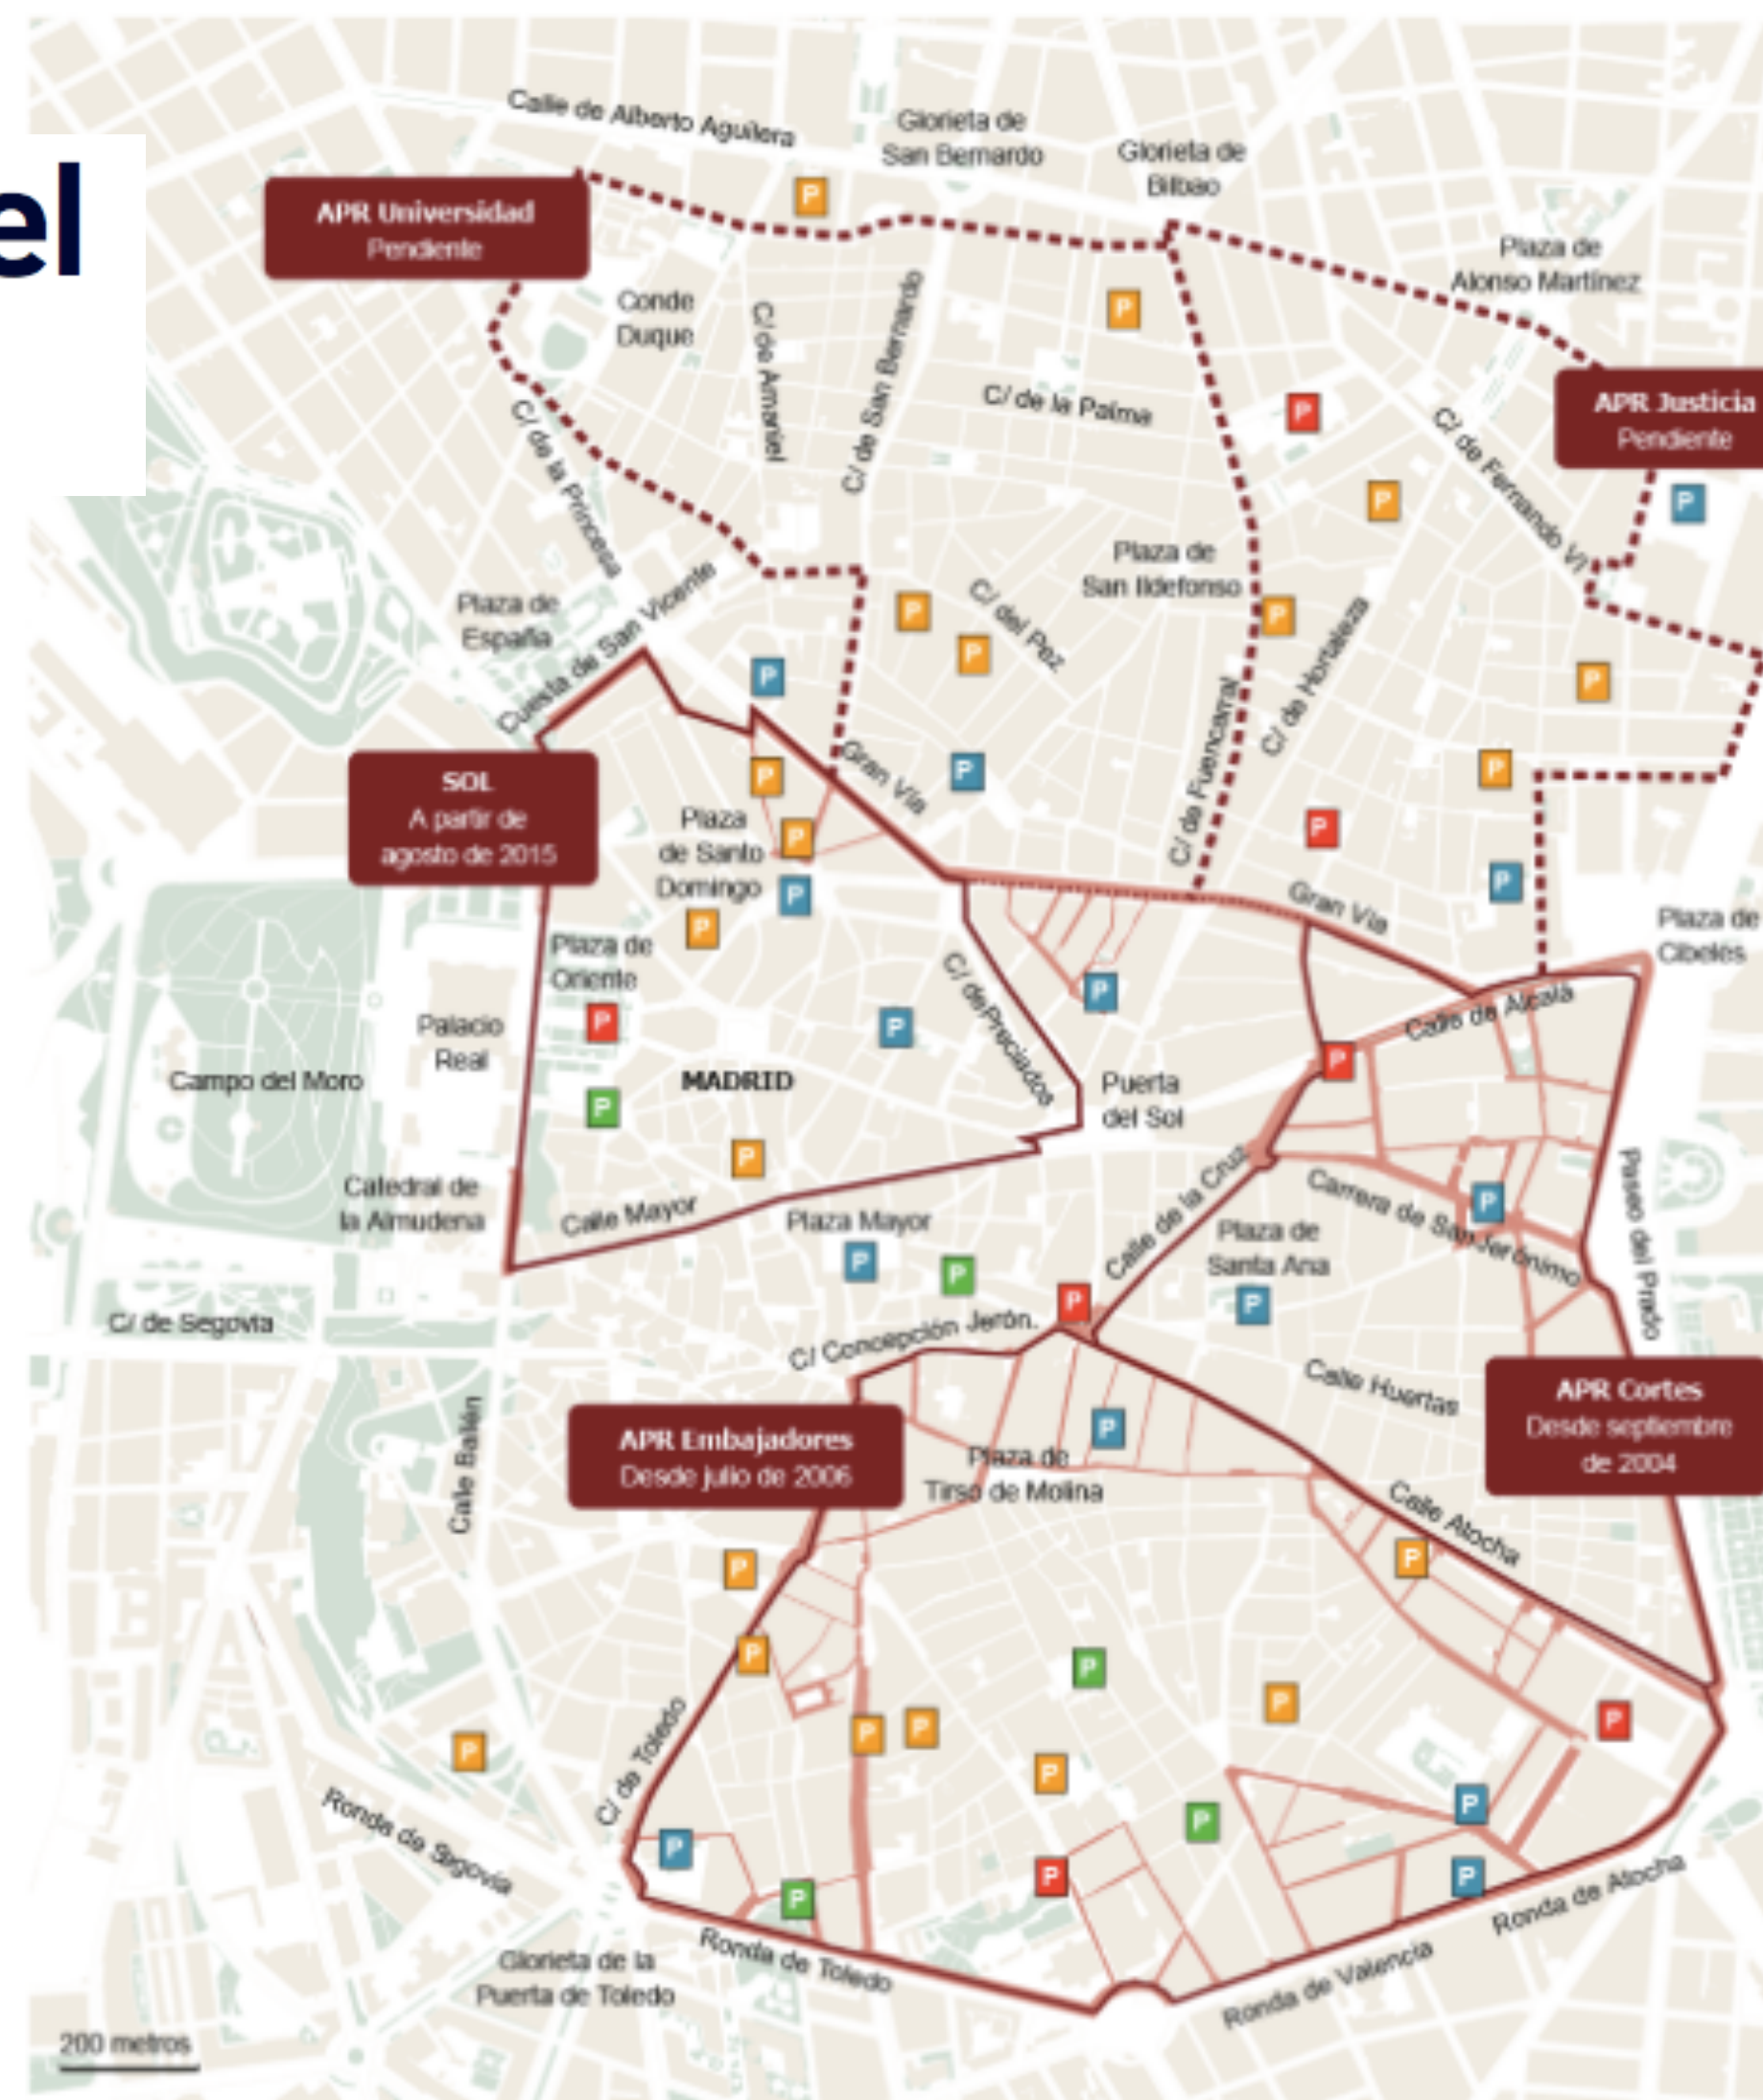 el
Calle de Alberto Aguilera
Glorieta de
San Bernardo
Glorieta de
Bilbao
APR Universidad
Pendiente
Plaza de
Alonso Martínez
Conde
Duque
C/ de Amaniel
C/ de San Bernardo
C/ de la Palma
APR Justicia
Pendiente
C/ de la Princesa
C/ de Fernando VI
P
Plaza de
San Ildefonso
Plaza de
España
Cuesta de San Vicente
C/ del Pez
C/ de Hortaleza
C/ de Fuencarral
Gran Vía
SOL
A partir de
agosto de 2015
Plaza
de Santo
Domingo
Gran Vía
Plaza de
Cibeles
Plaza de
Oriente
C/ de Preciados
Calle de Alcalá
Palacio
Real
Campo del Moro
MADRID
Puerta
del Sol
Catedral de
la Almudena
Calle Mayor
Plaza Mayor
Calle de la Cruz
Carrera de San Jerónimo
Paseo del Prado
Plaza de
Santa Ana
C/ de Segovia
C/ Concepción Jerón.
Calle Huertas
APR Cortes
Desde septiembre
de 2004
Calle Bailén
APR Embajadores
Desde julio de 2006
Plaza de
Tirso de Molina
Calle Atocha
C/ de Toledo
Ronda de Segovia
Ronda de Atocha
Ronda de Toledo
Ronda de Valencia
Glorieta de la
Puerta de Toledo
200 metros